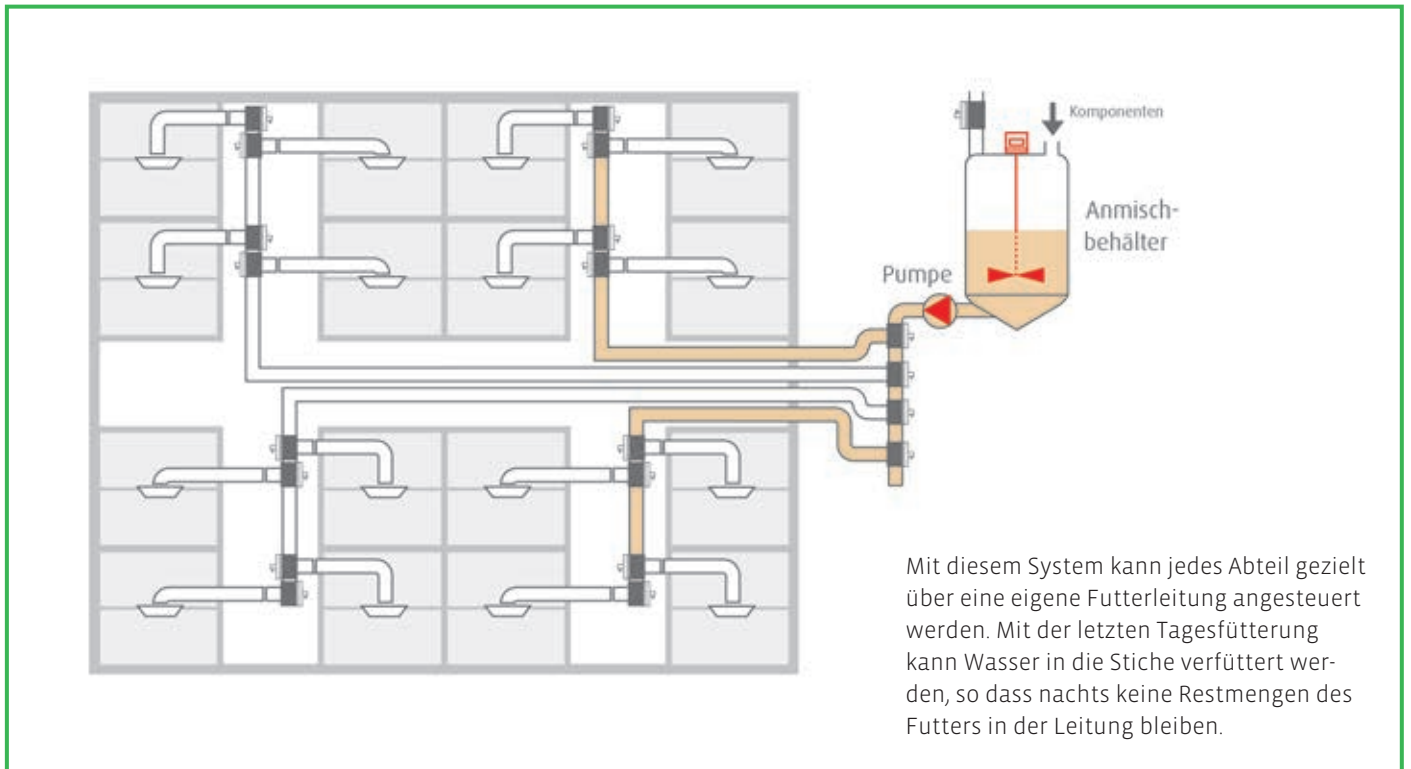 Komponenten
Anmisch-
behälter
Pumpe
Mit diesem System kann jedes Abteil gezielt
über eine eigene Futterleitung angesteuert
werden. Mit der letzten Tagesfütterung
kann Wasser in die Stiche verfüttert wer-
den, so dass nachts keine Restmengen des
Futters in der Leitung bleiben.